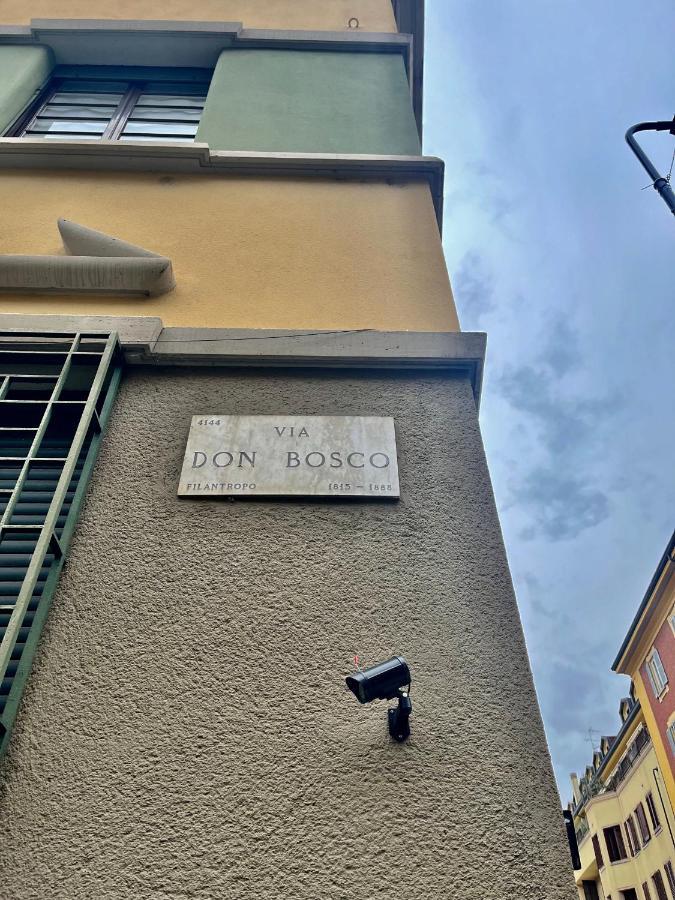 4144
VIA
DON BOSCO
FILANTROPO 1815 - 1888